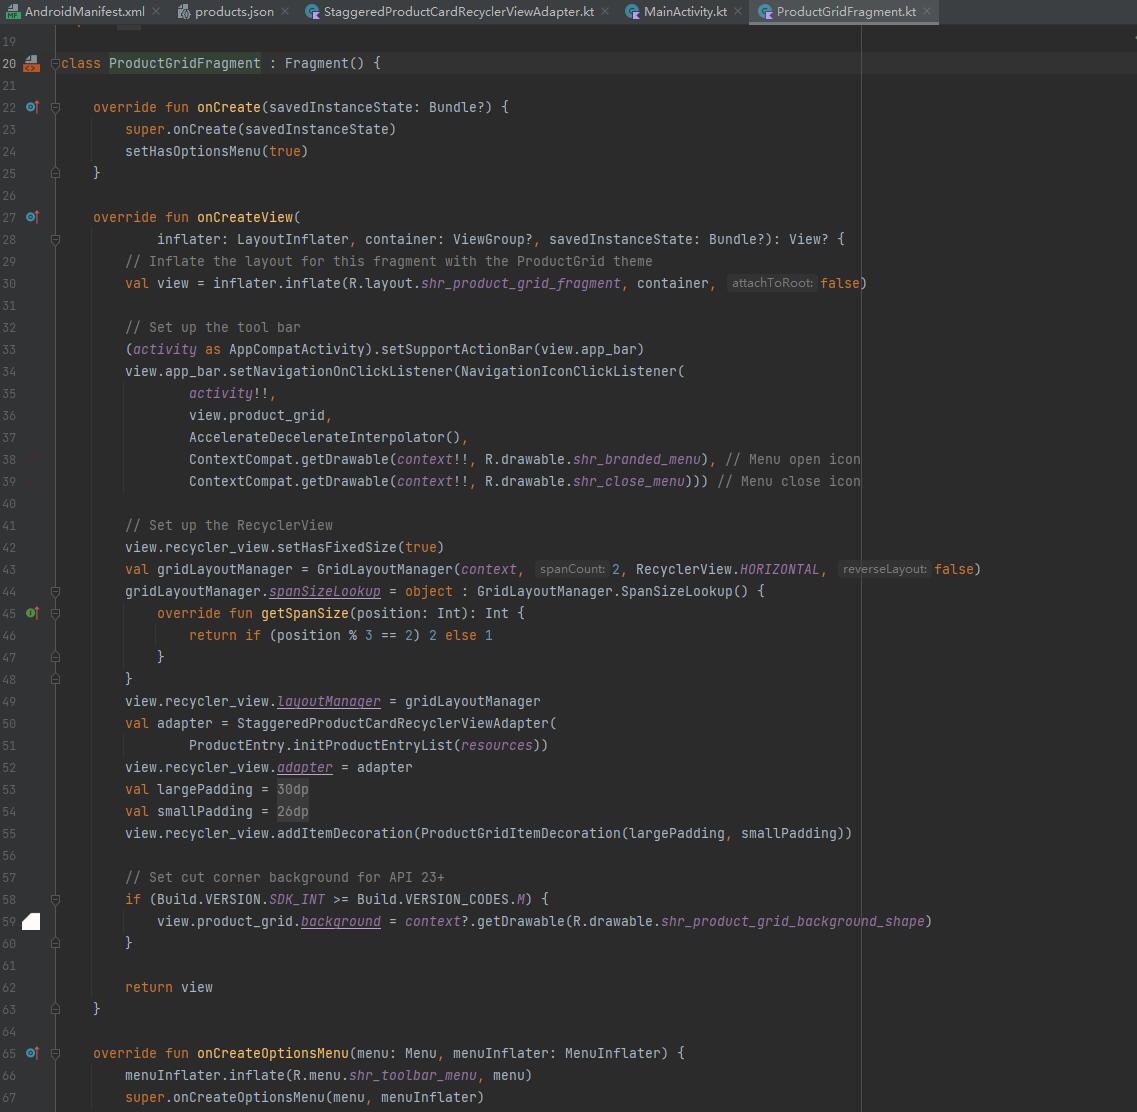 AndroidManifest.xml products.json StaggeredProductCardRecyclerViewAdapter.kt MainActivity.kt ProductGridFragment.kt
19
20 class ProductGridFragment : Fragment() {
21
22 override fun onCreate(savedInstanceState: Bundle?) {
23 super.onCreate(savedInstanceState)
24 setHasOptionsMenu(true)
25 }
26
27 override fun onCreateView(
28 inflater: LayoutInflater, container: ViewGroup?, savedInstanceState: Bundle?): View? {
29 // Inflate the layout for this fragment with the ProductGrid theme
30 val view = inflater.inflate(R.layout.shr_product_grid_fragment, container, attachToRoot: false)
31
32 // Set up the tool bar
33 (activity as AppCompatActivity).setSupportActionBar(view.app_bar)
34 view.app_bar.setNavigationOnClickListener(NavigationIconClickListener(
35 activity!!,
36 view.product_grid,
37 AccelerateDecelerateInterpolator(),
38 ContextCompat.getDrawable(context!!, R.drawable.shr_branded_menu), // Menu open icon
39 ContextCompat.getDrawable(context!!, R.drawable.shr_close_menu))) // Menu close icon
40
41 // Set up the RecyclerView
42 view.recycler_view.setHasFixedSize(true)
43 val gridLayoutManager = GridLayoutManager(context, spanCount: 2, RecyclerView.HORIZONTAL, reverseLayout: false)
44 gridLayoutManager.spanSizeLookup = object : GridLayoutManager.SpanSizeLookup() {
45 override fun getSpanSize(position: Int): Int {
46 return if (position % 3 == 2) 2 else 1
47 }
48 }
49 view.recycler_view.layoutManager = gridLayoutManager
50 val adapter = StaggeredProductCardRecyclerViewAdapter(
51 ProductEntry.initProductEntryList(resources))
52 view.recycler_view.adapter = adapter
53 val largePadding = 30dp
54 val smallPadding = 26dp
55 view.recycler_view.addItemDecoration(ProductGridItemDecoration(largePadding, smallPadding))
56
57 // Set cut corner background for API 23+
58 if (Build.VERSION.SDK_INT >= Build.VERSION_CODES.M) {
59 view.product_grid.background = context?.getDrawable(R.drawable.shr_product_grid_background_shape)
60 }
61
62 return view
63 }
64
65 override fun onCreateOptionsMenu(menu: Menu, menuInflater: MenuInflater) {
66 menuInflater.inflate(R.menu.shr_toolbar_menu, menu)
67 super.onCreateOptionsMenu(menu, menuInflater)